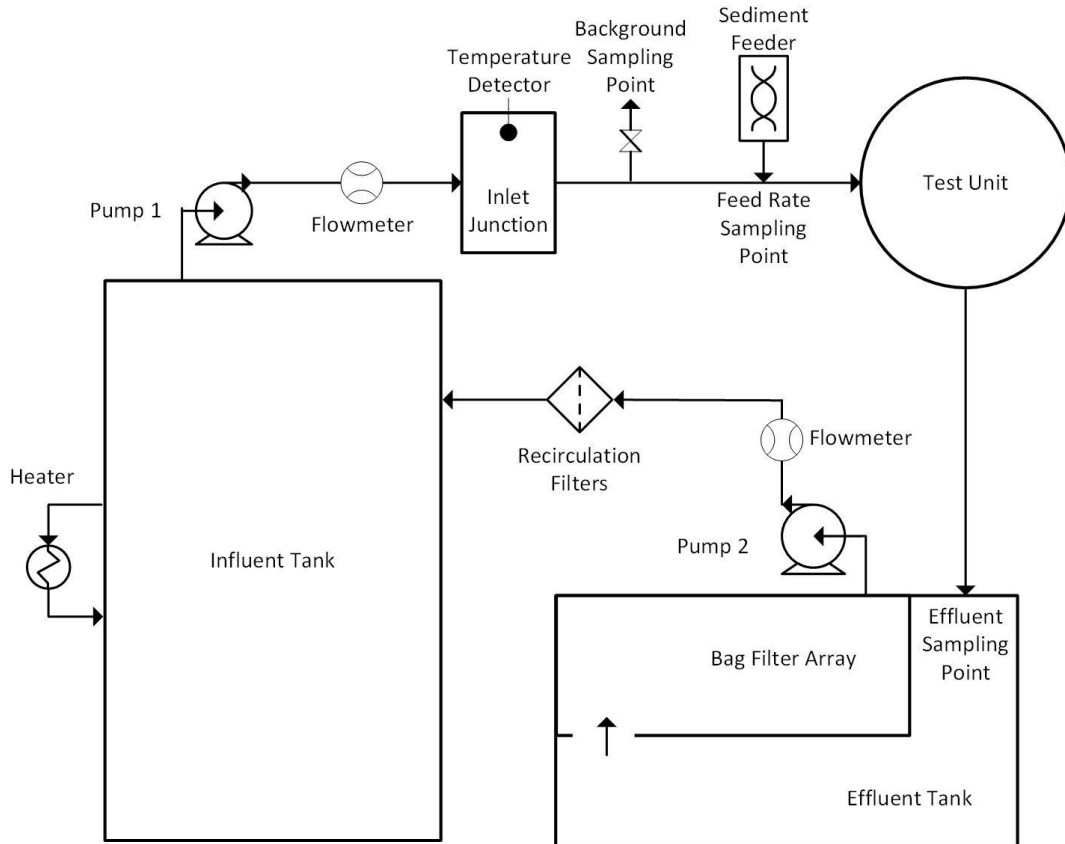 Sediment
Feeder
Background
Sampling
Point
Temperature
Detector
Pump 1
Flowmeter
Inlet
Junction
Feed Rate
Sampling
Point
Test Unit
Recirculation
Filters
Flowmeter
Heater
Influent Tank
Pump 2
Bag Filter Array
Effluent
Sampling
Point
Effluent Tank